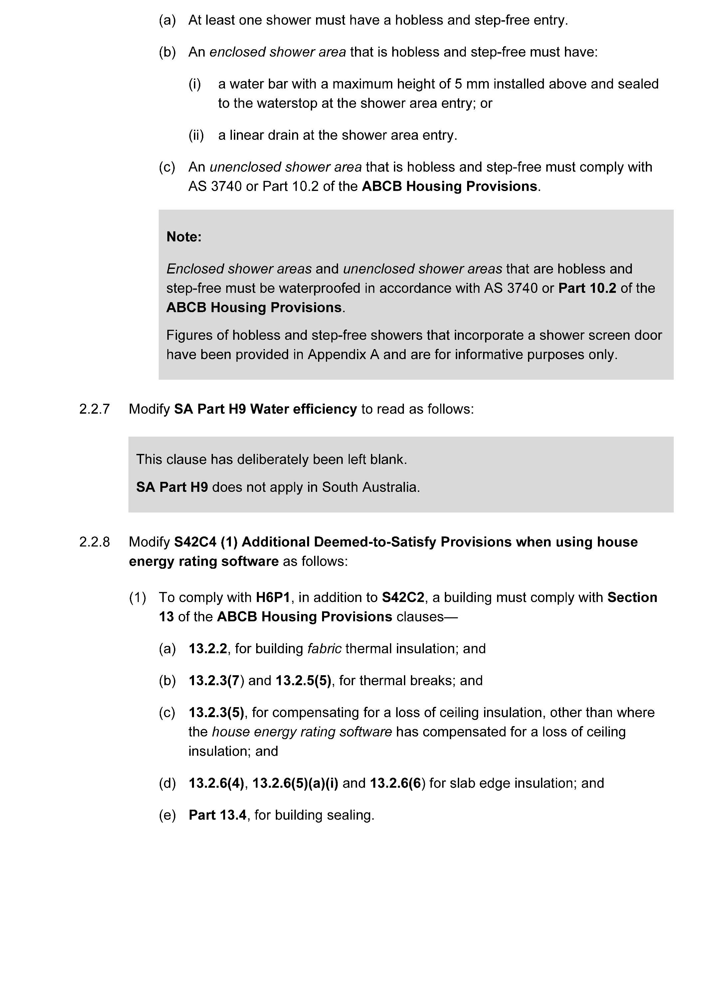 (a) At least one shower must have a hobless and step-free entry.
(b) An enclosed shower area that is hobless and step-free must have:
(i) a water bar with a maximum height of 5 mm installed above and sealed
to the waterstop at the shower area entry; or
(ii) a linear drain at the shower area entry.
(c) An unenclosed shower area that is hobless and step-free must comply with
AS 3740 or Part 10.2 of the ABCB Housing Provisions.
Note:
Enclosed shower areas and unenclosed shower areas that are hobless and
step-free must be waterproofed in accordance with AS 3740 or Part 10.2 of the
ABCB Housing Provisions.
Figures of hobless and step-free showers that incorporate a shower screen door
have been provided in Appendix A and are for informative purposes only.
2.2.7 Modify SA Part H9 Water efficiency to read as follows:
This clause has deliberately been left blank.
SA Part H9 does not apply in South Australia.
2.2.8 Modify S42C4 (1) Additional Deemed-to-Satisfy Provisions when using house
energy rating software as follows:
(1) To comply with H6P1, in addition to S42C2, a building must comply with Section
13 of the ABCB Housing Provisions clauses—
(a) 13.2.2, for building fabric thermal insulation; and
(b) 13.2.3(7) and 13.2.5(5), for thermal breaks; and
(c) 13.2.3(5), for compensating for a loss of ceiling insulation, other than where
the house energy rating software has compensated for a loss of ceiling
insulation; and
(d) 13.2.6(4), 13.2.6(5)(a)(i) and 13.2.6(6) for slab edge insulation; and
(e) Part 13.4, for building sealing.